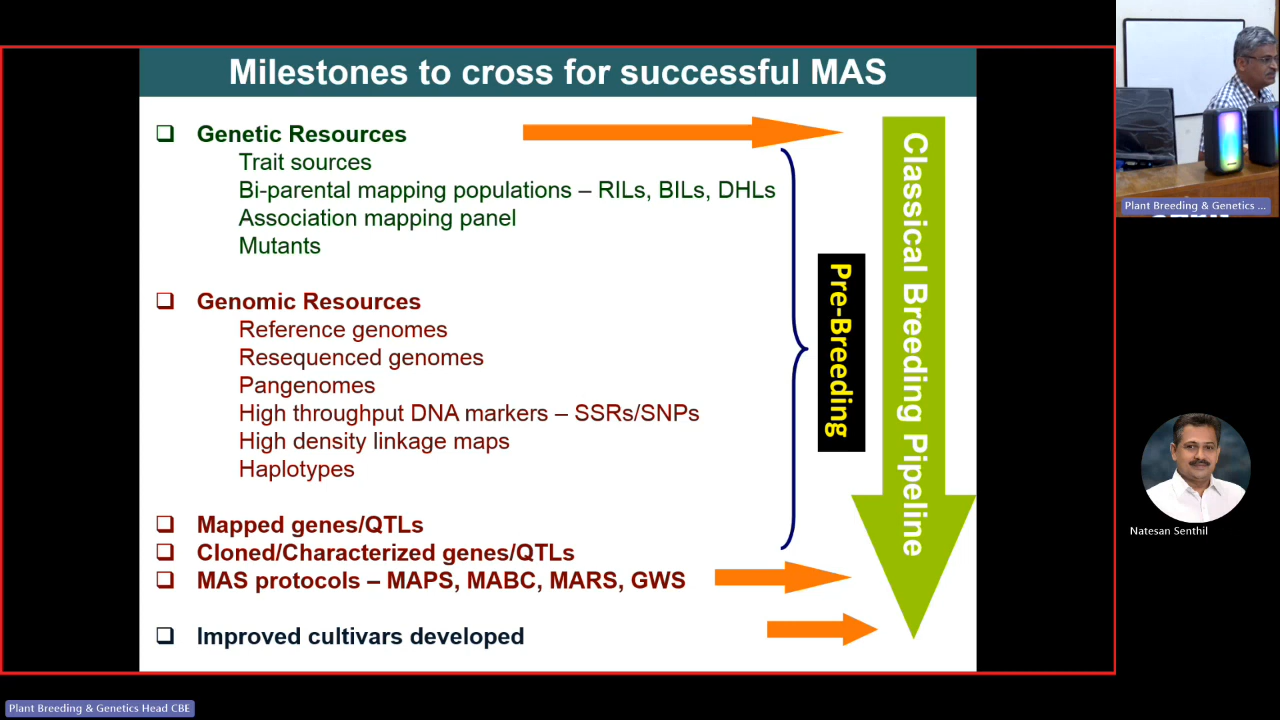 Milestones to cross for successful MAS
Genetic Resources
Trait sources
Bi-parental mapping populations – RILs, BILs, DHLs
Association mapping panel
Mutants
Genomic Resources
Reference genomes
Resequenced genomes
Pangenomes
High throughput DNA markers – SSRs/SNPs
High density linkage maps
Haplotypes
Mapped genes/QTLs
Cloned/Characterized genes/QTLs
MAS protocols – MAPS, MABC, MARS, GWS
Improved cultivars developed
Pre-Breeding
Classical Breeding Pipeline
Plant Breeding & Genetics ...
Natesan Senthil
Plant Breeding & Genetics Head CBE